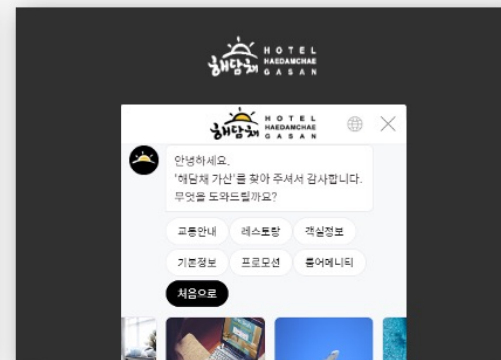 해담채
HOTEL
HAEDAMCHAE
GASAN
해담채
HOTEL
HAEDAMCHAE
GASAN
안녕하세요.
'해담채 가산'를 찾아 주셔서 감사합니다.
무엇을 도와드릴까요?
교통안내 레스토랑 객실정보
기본정보 프로모션 룸어메니티
처음으로